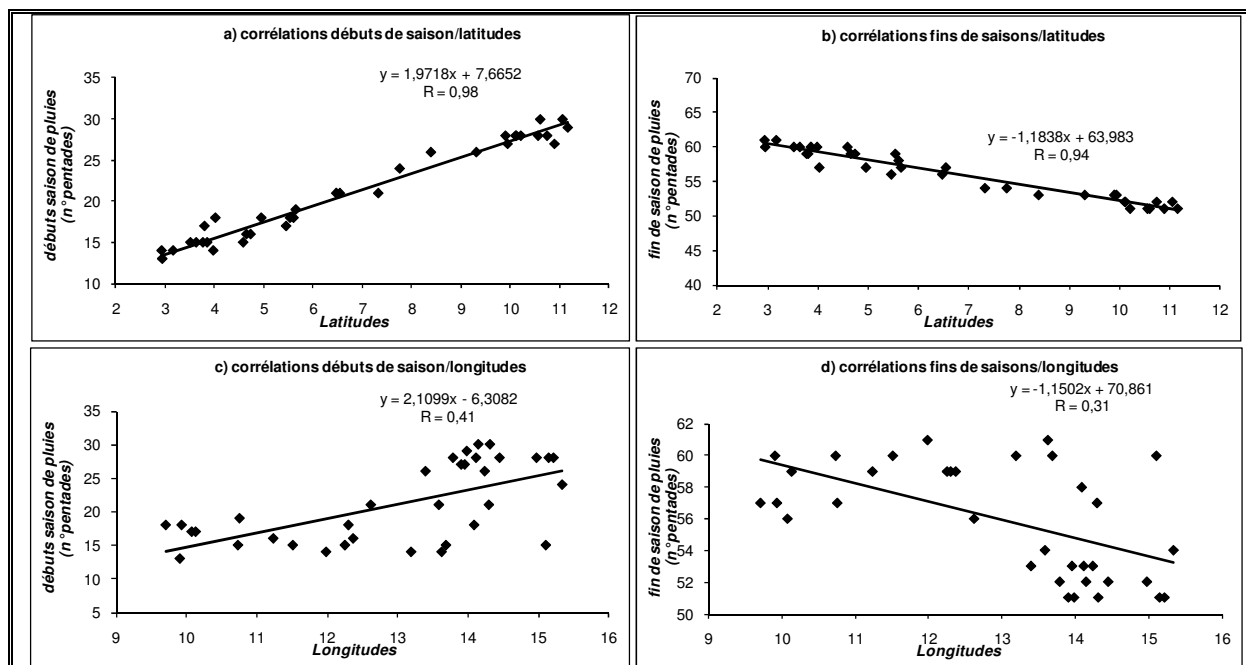 a) corrélations débuts de saison/latitudes
y = 1,9718x + 7,6652
R = 0,98
débuts saison de pluies
(n°pentades)
35
30
25
20
15
10
2 3 4 5 6 7 8 9 10 11 12
Latitudes
b) corrélations fins de saisons/latitudes
y = -1,1838x + 63,983
R = 0,94
fin de saison de pluies
(n°pentades)
70
65
60
55
50
45
40
2 3 4 5 6 7 8 9 10 11 12
Latitudes
c) corrélations débuts de saison/longitudes
y = 2,1099x - 6,3082
R = 0,41
débuts saison de pluies
(n°pentades)
35
30
25
20
15
10
5
9 10 11 12 13 14 15 16
Longitudes
d) corrélations fins de saisons/longitudes
y = -1,1502x + 70,861
R = 0,31
fin de saison de pluies
(n°pentades)
62
60
58
56
54
52
50
9 10 11 12 13 14 15 16
Longitudes